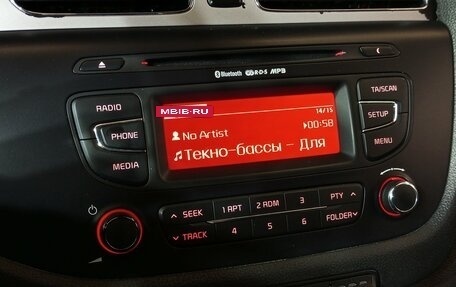 Bluetooth RDS MP3
RADIO
PHONE
MEDIA
MBIB.RU
14/15
No Artist
00:58
Текно-бассы - Для
TA/SCAN
SETUP
MENU
SEEK
TRACK
1 RPT
2 RDM
3
PTY
4
5
6
FOLDER